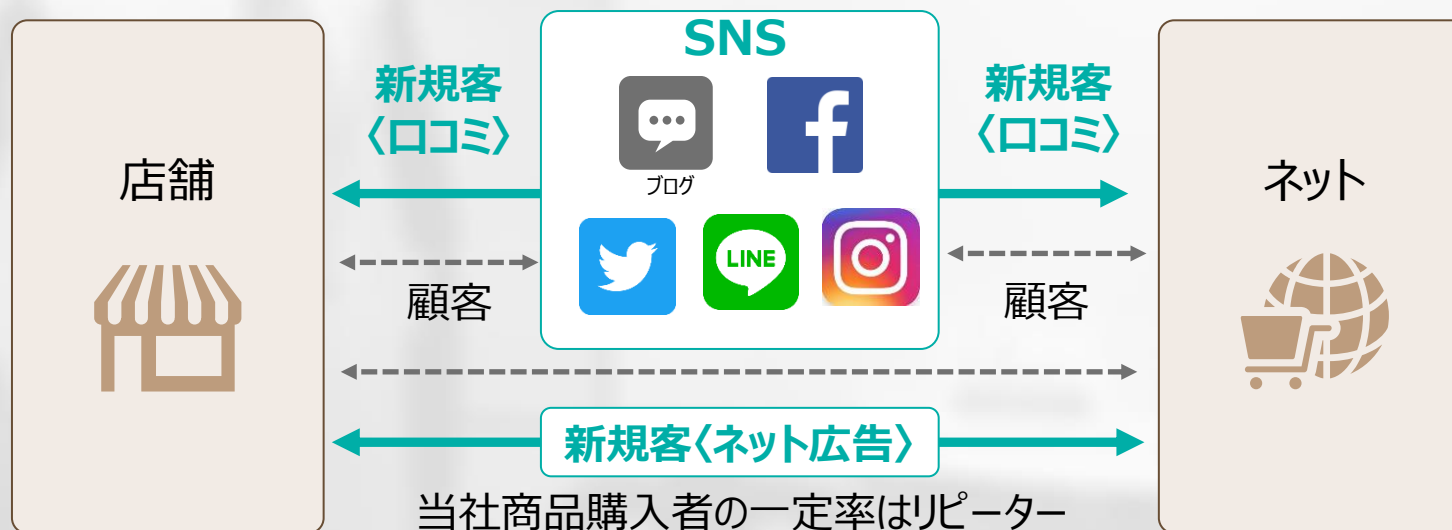 SNS
新規客
〈口コミ〉
新規客
〈口コミ〉
店舗
ブログ
ネット
LINE
顧客
顧客
新規客〈ネット広告〉
当社商品購入者の一定率はリピーター